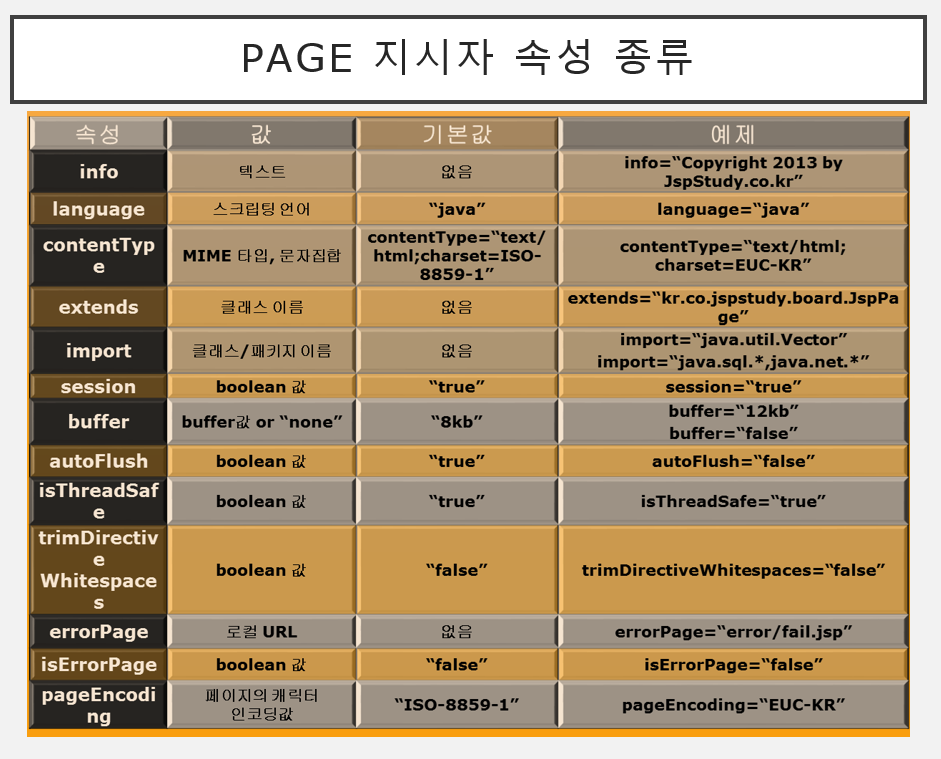 PAGE 지시자 속성 종류
속성 값 기본값 예제
info 텍스트 없음 info=“Copyright 2013 by
JspStudy.co.kr”
language 스크립팅 언어 “java” language=“java”
contentTyp
e
MIME 타입, 문자집합
contentType=“text/
html;charset=ISO-
8859-1”
contentType=“text/html;
charset=EUC-KR”
extends 클래스 이름 없음 extends=“kr.co.jspstudy.board.JspPa
ge”
import 클래스/패키지 이름 없음 import=“java.util.Vector”
import=“java.sql.*,java.net.*”
session boolean 값 “true” session=“true”
buffer buffer값 or “none” “8kb” buffer=“12kb”
buffer=“false”
autoFlush boolean 값 “true” autoFlush=“false”
isThreadSaf
e
boolean 값 “true” isThreadSafe=“true”
trimDirectiv
e
Whitespace
s
boolean 값 “false” trimDirectiveWhitespaces=“false”
errorPage 로컬 URL 없음 errorPage=“error/fail.jsp”
isErrorPage boolean 값 “false” isErrorPage=“false”
pageEncodi
ng
페이지의 캐릭터
인코딩값
“ISO-8859-1” pageEncoding=“EUC-KR”